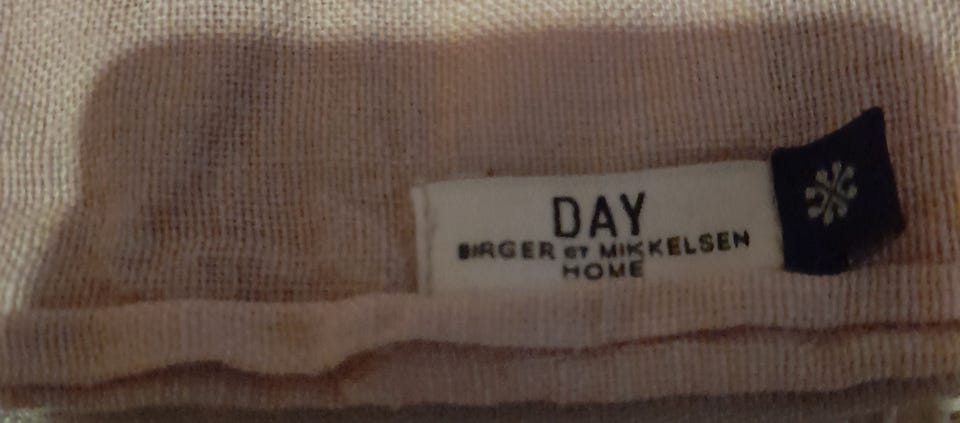 DAY
BIRGER ET MIKKELSEN
HOME